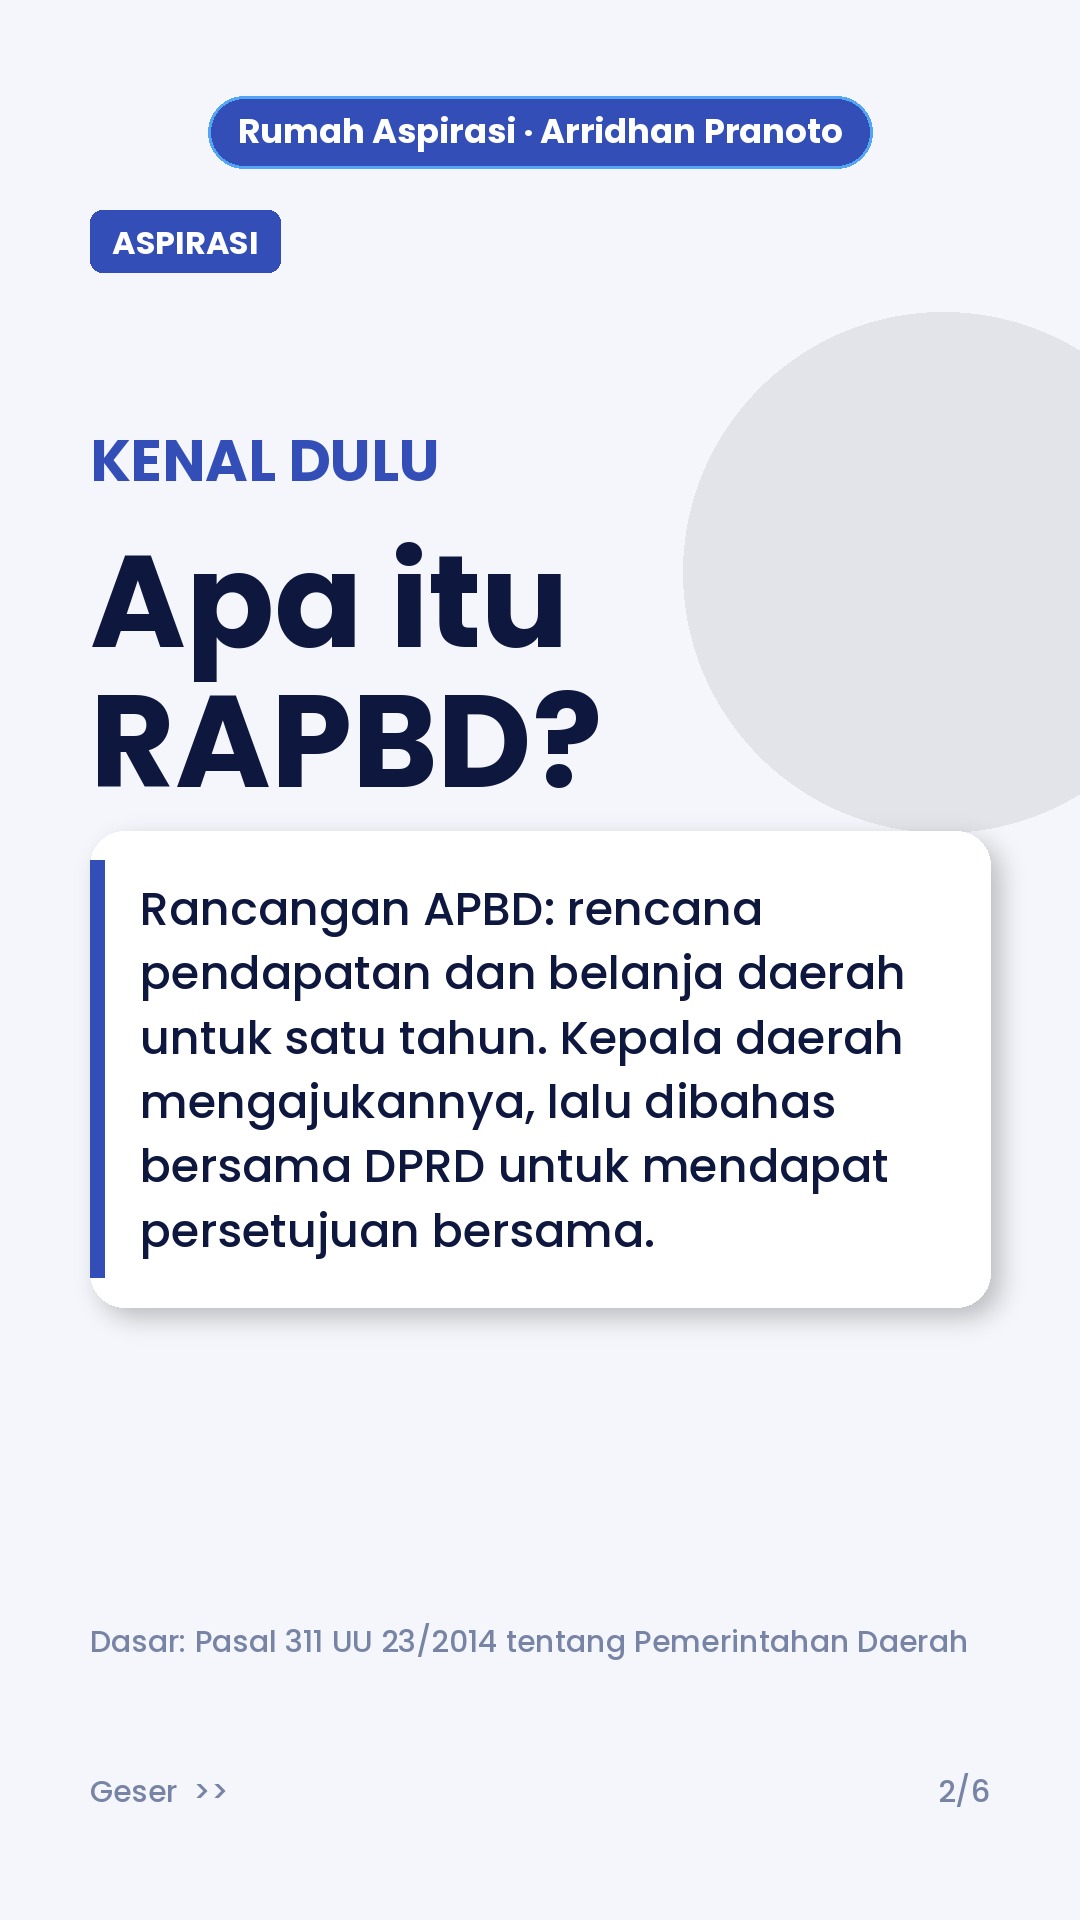 Rumah Aspirasi · Arridhan Pranoto
ASPIRASI
KENAL DULU
Apa itu
RAPBD?
Rancangan APBD: rencana
pendapatan dan belanja daerah
untuk satu tahun. Kepala daerah
mengajukannya, lalu dibahas
bersama DPRD untuk mendapat
persetujuan bersama.
Dasar: Pasal 311 UU 23/2014 tentang Pemerintahan Daerah
Geser >>
2/6